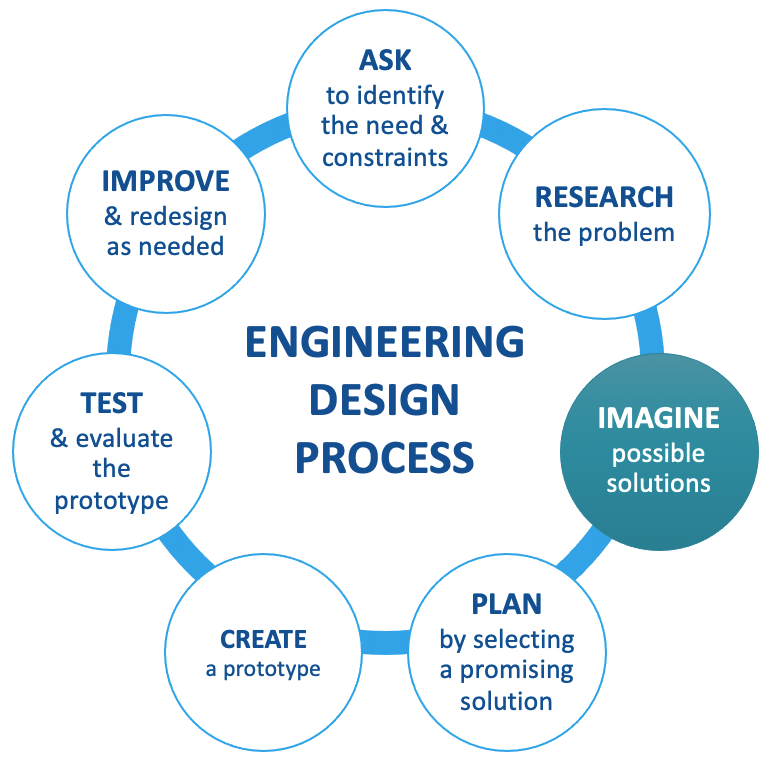 ASK
to identify
the need &
constraints
RESEARCH
the problem
IMAGINE
possible
solutions
PLAN
by selecting
a promising
solution
CREATE
a prototype
TEST
& evaluate
the
prototype
IMPROVE
& redesign
as needed
ENGINEERING
DESIGN
PROCESS